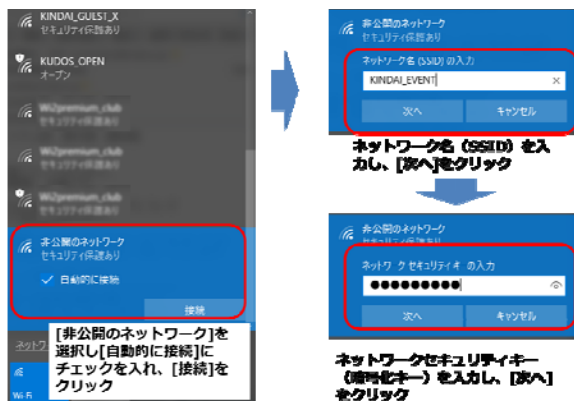 KINDAI_GUEST_X
セキュリティ保護あり
KUDOS_OPEN
オープン
Wi2premium_club
セキュリティ保護あり
Wi2premium_club
セキュリティ保護あり
Wi2premium_club
セキュリティ保護あり
非公開のネットワーク
セキュリティ保護あり
自動的に接続
接続
[非公開のネットワーク]を
選択し[自動的に接続]に
チェックを入れ、[接続]を
クリック
Wi-Fi
非公開のネットワーク
セキュリティ保護あり
ネットワーク名 (SSID) の入力
KINDAI_EVENT
次へ
キャンセル
ネットワーク名（SSID）を入
力し、[次へ]をクリック
非公開のネットワーク
セキュリティ保護あり
ネットワーク セキュリティ キーの入力
次へ
キャンセル
ネットワークセキュリティキー
（暗号化キー）を入力し、[次へ]
をクリック